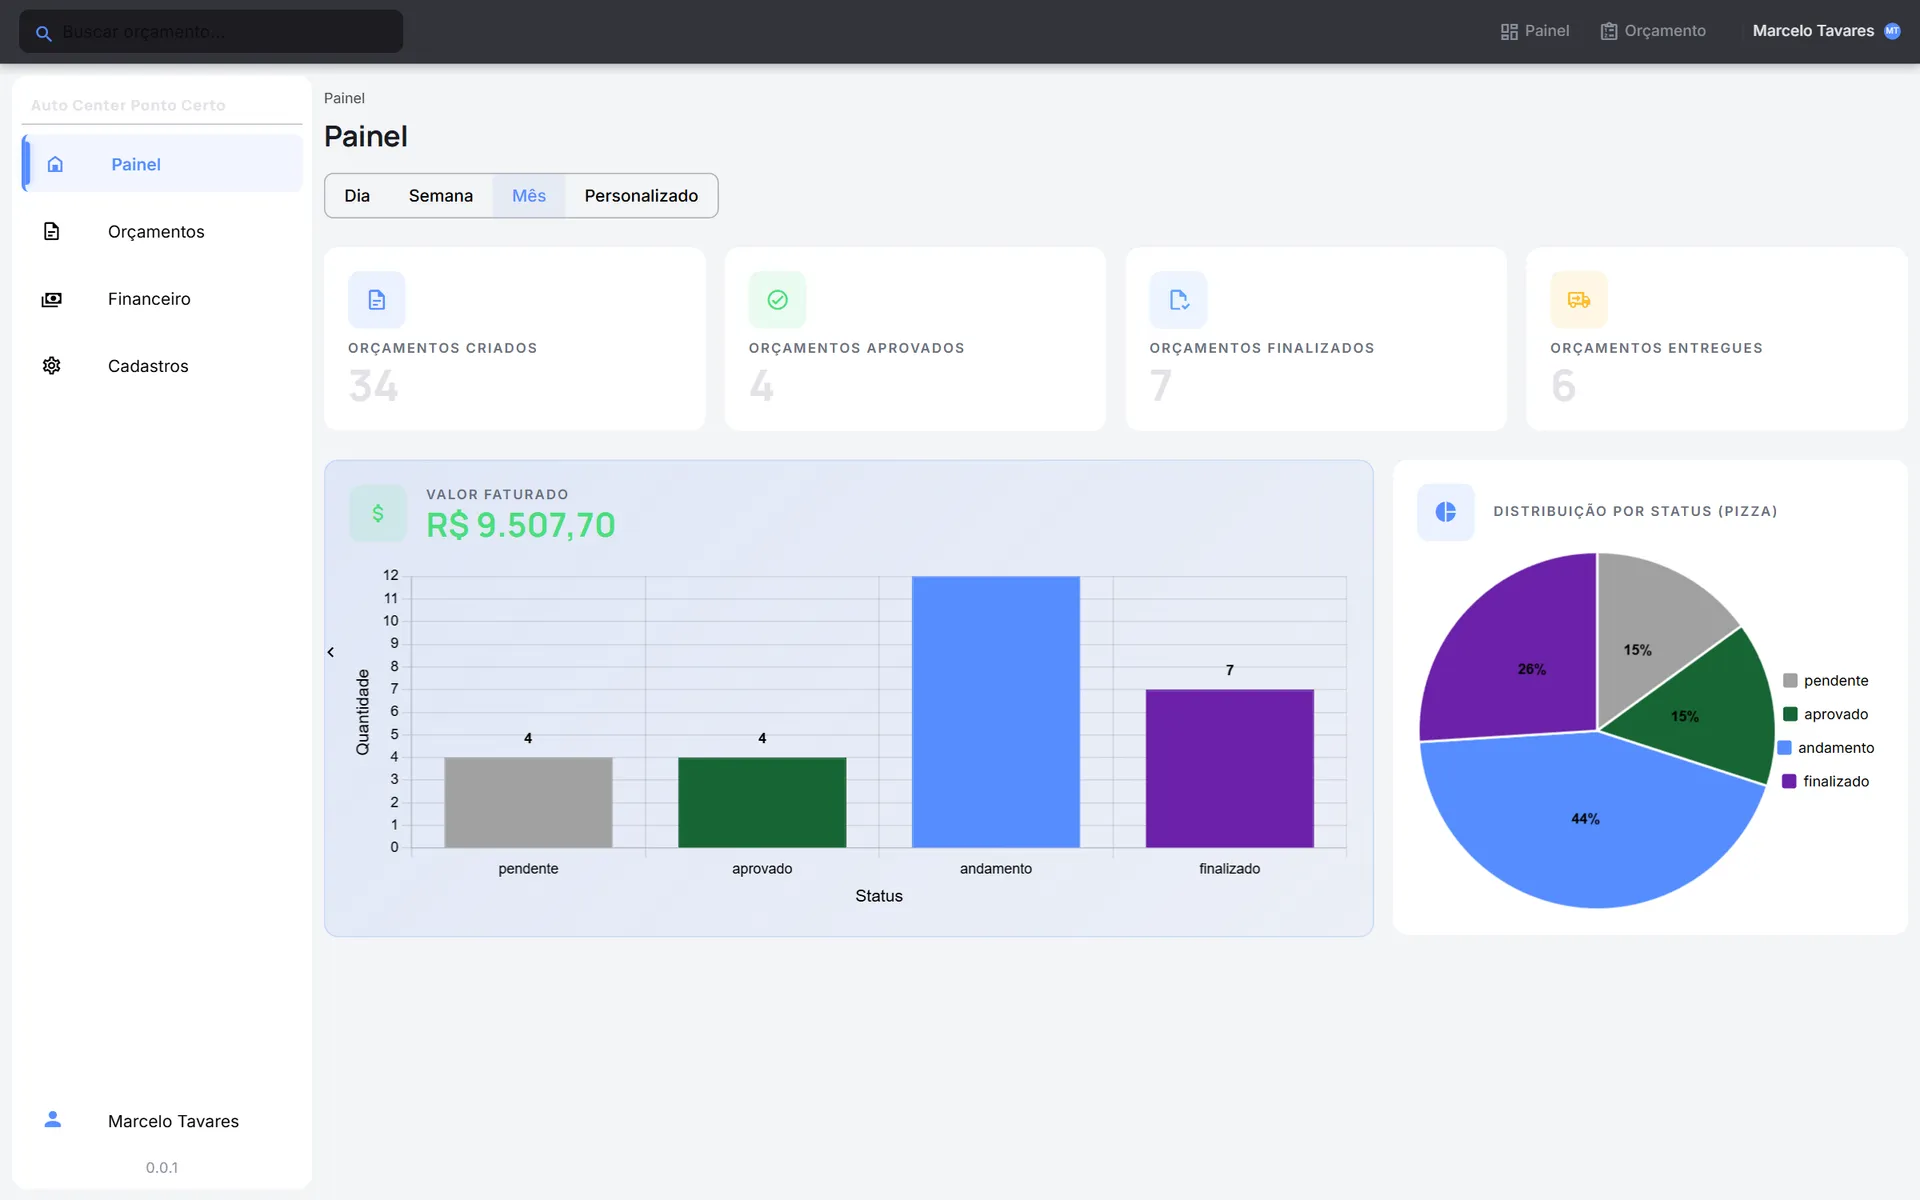 Buscar orçamento...
Painel
Orçamento
Marcelo Tavares
MT
Auto Center Ponto Certo
Painel
Orçamentos
Financeiro
Cadastros
Marcelo Tavares
0.0.1
Painel
Painel
Dia
Semana
Mês
Personalizado
ORÇAMENTOS CRIADOS
34
ORÇAMENTOS APROVADOS
4
ORÇAMENTOS FINALIZADOS
7
ORÇAMENTOS ENTREGUES
6
VALOR FATURADO
R$ 9.507,70
12
11
10
9
8
7
6
5
4
3
2
1
0
Quantidade
4
4
7
pendente
aprovado
andamento
finalizado
Status
DISTRIBUIÇÃO POR STATUS (PIZZA)
15%
26%
15%
44%
pendente
aprovado
andamento
finalizado